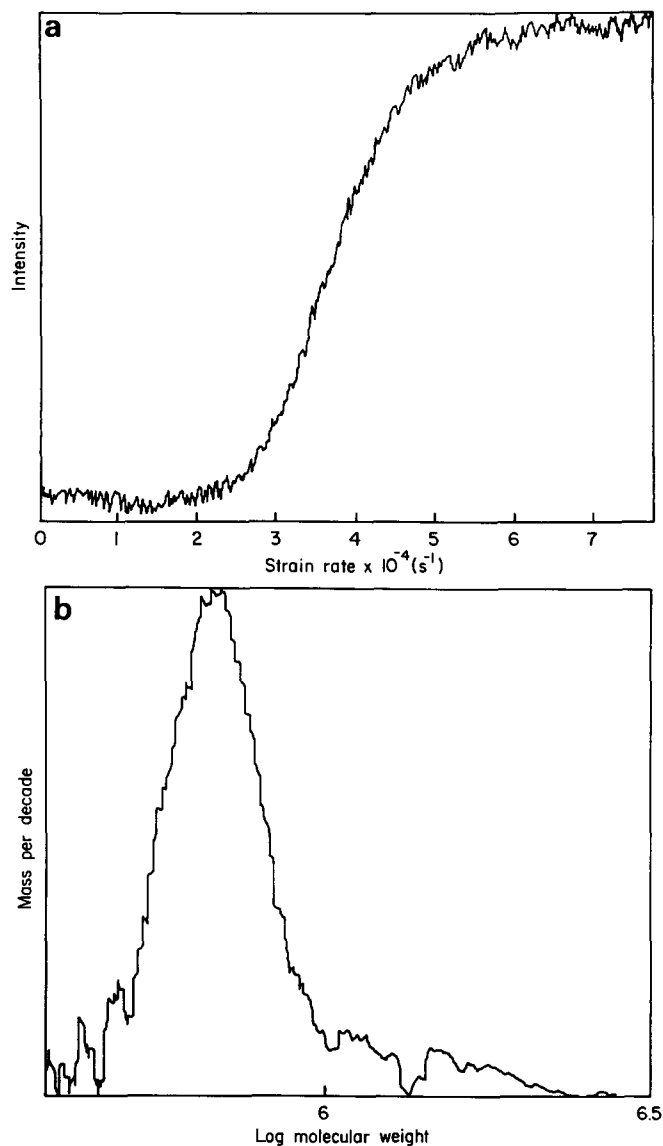 a
Intensity
0 1 2 3 4 5 6 7
Strain rate x 10⁻⁴(s⁻¹)
b
Mass per decade
6 6.5
Log molecular weight